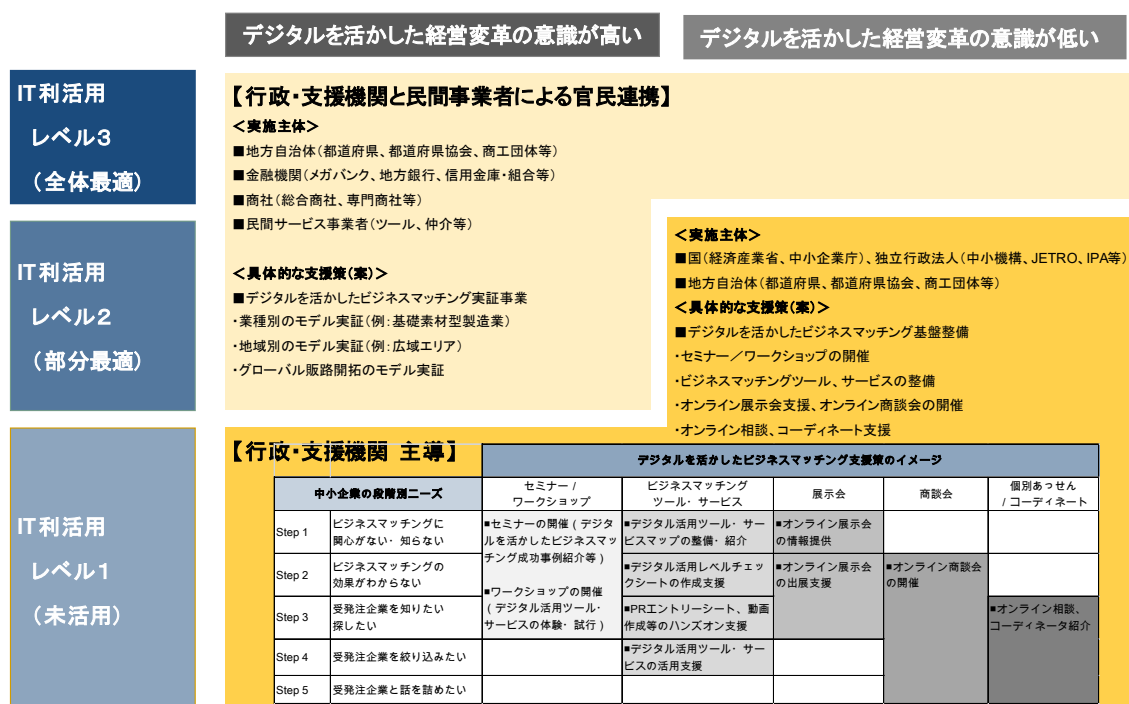 デジタルを活かした経営変革の意識が高い
デジタルを活かした経営変革の意識が低い
IT利活用
レベル3
（全体最適）
【行政・支援機関と民間事業者による官民連携】
＜実施主体＞
■地方自治体（都道府県、都道府県協会、商工団体等）
■金融機関（メガバンク、地方銀行、信用金庫・組合等）
■商社（総合商社、専門商社等）
■民間サービス事業者（ツール、仲介等）
＜具体的な支援策（案）＞
■デジタルを活かしたビジネスマッチング実証事業
・業種別のモデル実証（例：基礎素材型製造業）
・地域別のモデル実証（例：広域エリア）
・グローバル販路開拓のモデル実証
IT利活用
レベル2
（部分最適）
＜実施主体＞
■国（経済産業省、中小企業庁）、独立行政法人（中小機構、JETRO、IPA等）
■地方自治体（都道府県、都道府県協会、商工団体等）
＜具体的な支援策（案）＞
■デジタルを活かしたビジネスマッチング基盤整備
・セミナー／ワークショップの開催
・ビジネスマッチングツール、サービスの整備
・オンライン展示会支援、オンライン商談会の開催
・オンライン相談、コーディネート支援
IT利活用
レベル1
（未活用）
【行政・支援機関 主導】
デジタルを活かしたビジネスマッチング支援策のイメージ
中小企業の段階別ニーズ
セミナー /
ワークショップ
ビジネスマッチング
ツール・サービス
展示会
商談会
個別あっせん
/ コーディネート
Step 1
ビジネスマッチングに
関心がない・知らない
■セミナーの開催（デジタ
ルを活かしたビジネスマッ
チング成功事例紹介等）
■ワークショップの開催
（デジタル活用ツール・
サービスの体験・試行）
■デジタル活用ツール・サー
ビスマップの整備・紹介
■オンライン展示会
の情報提供
Step 2
ビジネスマッチングの
効果がわからない
■デジタル活用レベルチェッ
クシートの作成支援
■オンライン展示会
の出展支援
■オンライン商談会
の開催
Step 3
受発注企業を知りたい
探したい
■PRエントリーシート、動画
作成等のハンズオン支援
■オンライン相談、
コーディネータ紹介
Step 4
受発注企業を絞り込みたい
■デジタル活用ツール・サー
ビスの活用支援
Step 5
受発注企業と話を詰めたい